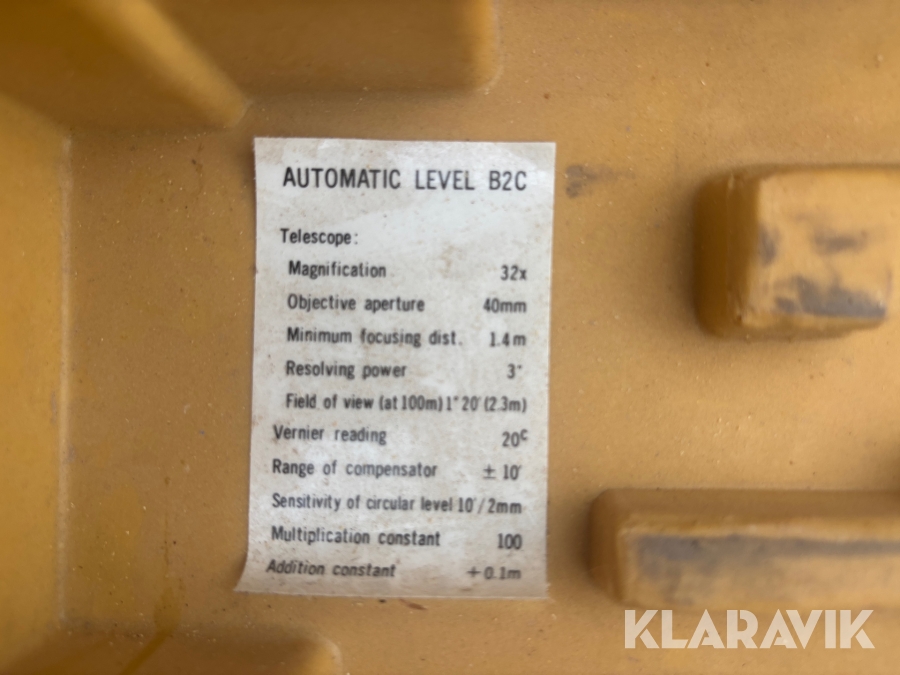 AUTOMATIC LEVEL B2C
Telescope:
Magnification 32x
Objective aperture 40mm
Minimum focusing dist. 1.4m
Resolving power 3"
Field of view (at 100m) 1° 20' (2.3m)
Vernier reading 20ᶜ
Range of compensator ± 10'
Sensitivity of circular level 10'/2mm
Multiplication constant 100
Addition constant +0.1m
KLARAVIK